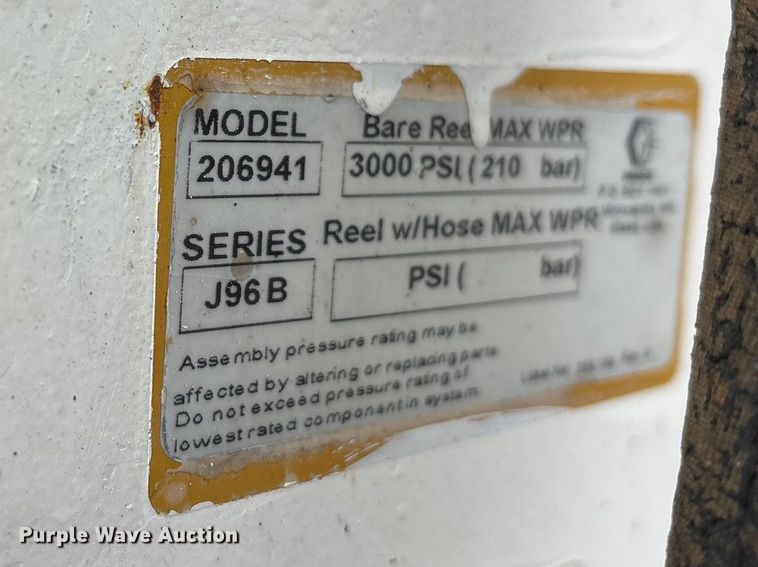 MODEL
Bare Reel MAX WPR
206941
3000 PSI ( 210 bar)
SERIES
Reel w/Hose MAX WPR
J96B
PSI ( bar)
Assembly pressure rating may be
affected by altering or replacing parts.
Do not exceed pressure rating of
lowest rated component in system.
Purple Wave Auction